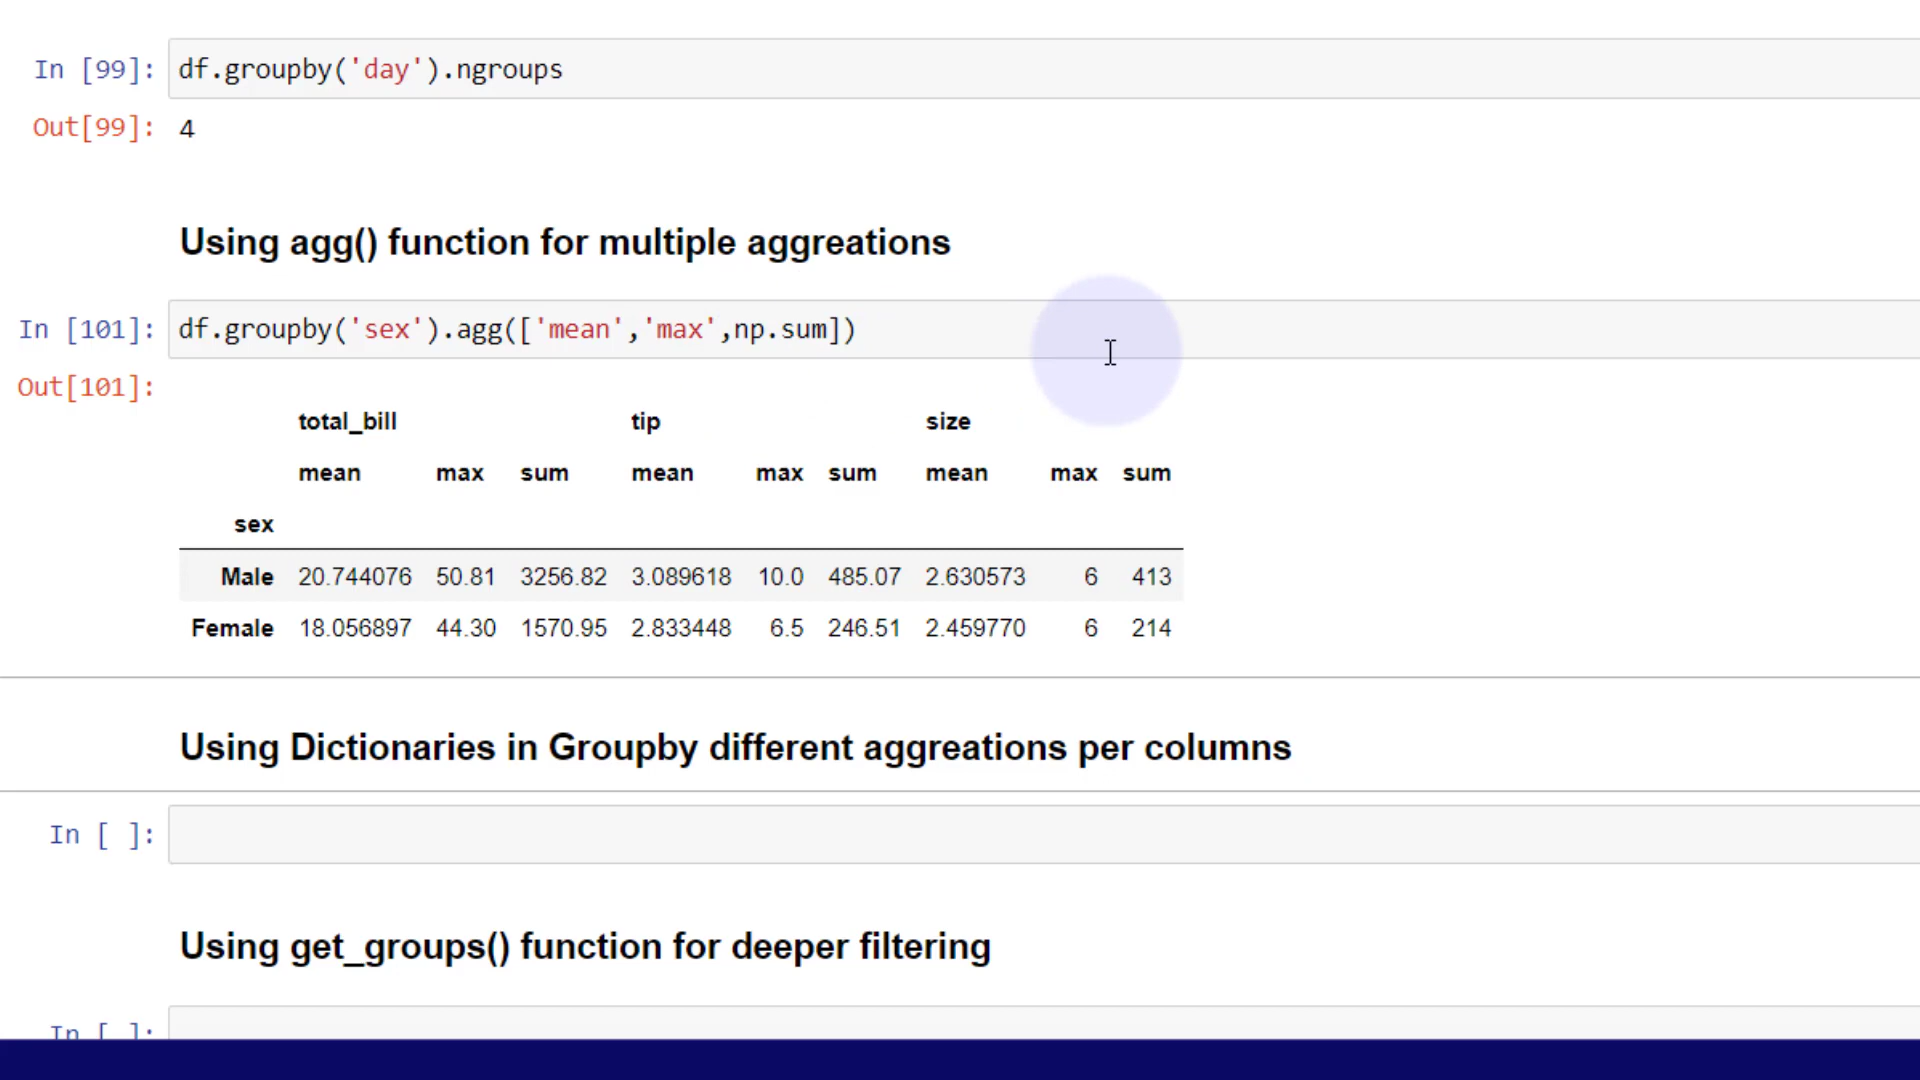 In [99]: df.groupby('day').ngroups
Out[99]: 4
Using agg() function for multiple aggreations
In [101]: df.groupby('sex').agg(['mean','max',np.sum])
Out[101]:
total_bill tip size
mean max sum mean max sum mean max sum
sex
Male 20.744076 50.81 3256.82 3.089618 10.0 485.07 2.630573 6 413
Female 18.056897 44.30 1570.95 2.833448 6.5 246.51 2.459770 6 214
Using Dictionaries in Groupby different aggreations per columns
In [ ]:
Using get_groups() function for deeper filtering
In [ ]: